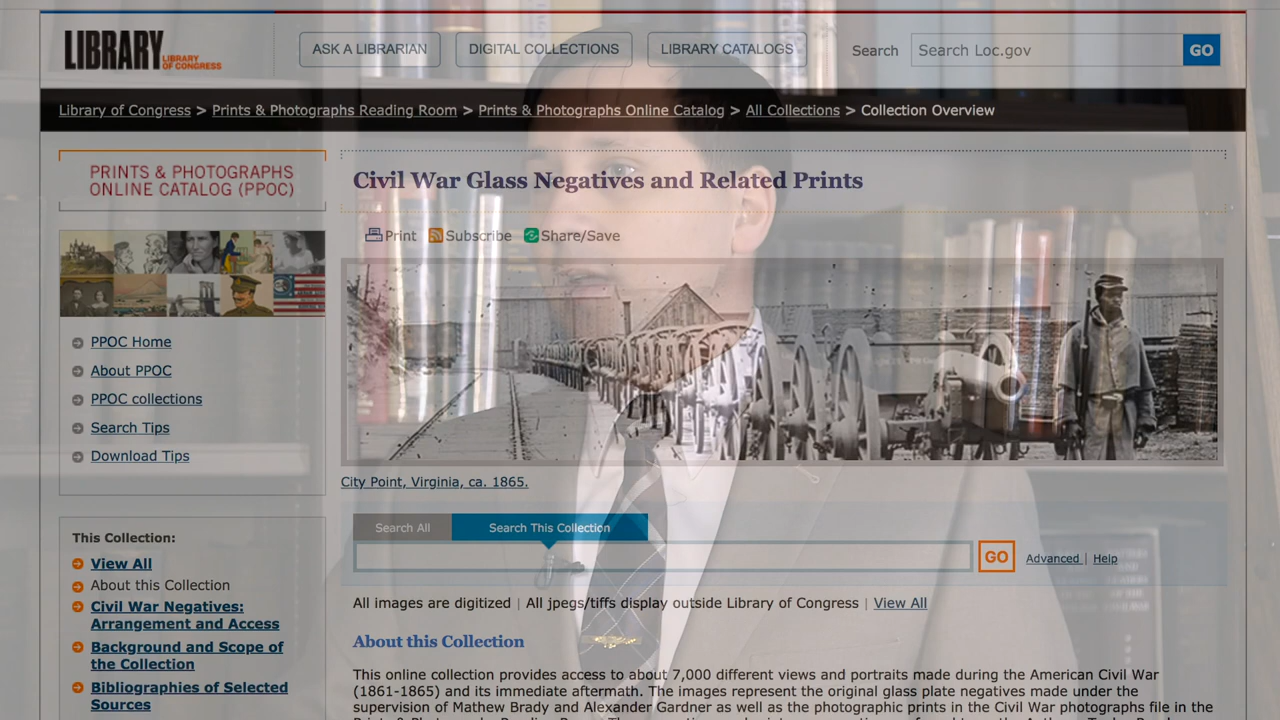 LIBRARY
LIBRARY
OF CONGRESS
ASK A LIBRARIAN
DIGITAL COLLECTIONS
LIBRARY CATALOGS
Search
Search Loc.gov
GO
Library of Congress > Prints & Photographs Reading Room > Prints & Photographs Online Catalog > All Collections > Collection Overview
PRINTS & PHOTOGRAPHS
ONLINE CATALOG (PPOC)
PPOC Home
About PPOC
PPOC collections
Search Tips
Download Tips
This Collection:
View All
About this Collection
Civil War Negatives:
Arrangement and Access
Background and Scope of
the Collection
Bibliographies of Selected
Sources
Civil War Glass Negatives and Related Prints
Print
Subscribe
Share/Save
City Point, Virginia, ca. 1865.
Search All
Search This Collection
GO
Advanced | Help
All images are digitized | All jpegs/tiffs display outside Library of Congress | View All
About this Collection
This online collection provides access to about 7,000 different views and portraits made during the American Civil War
(1861-1865) and its immediate aftermath. The images represent the original glass plate negatives made under the
supervision of Mathew Brady and Alexander Gardner as well as the photographic prints in the Civil War photographs file in the